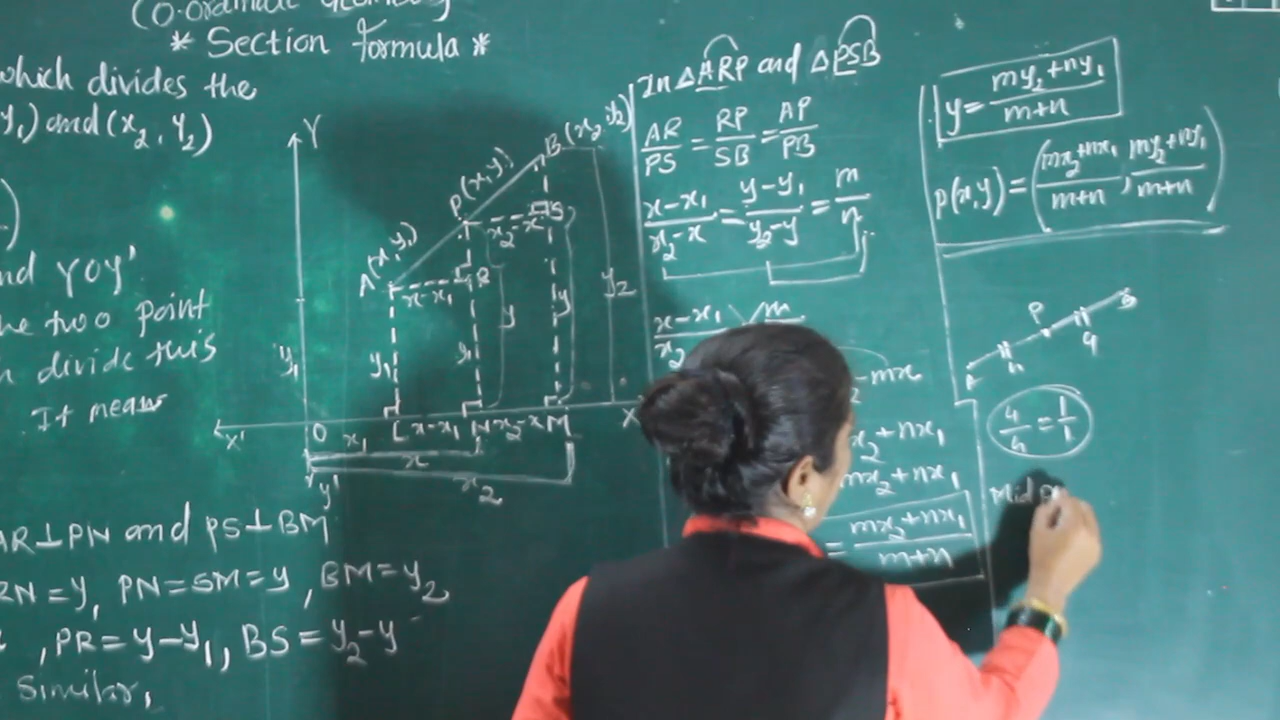 Co-ordinate Geometry
* Section formula *
which divides the
y₁) and (x₂, y₂)
)
nd YOY'
he two point
divide this
It means
AR⊥PN and PS⊥BM
RN=y, PN=SM=y, BM=y₂
, PR=y-y₁, BS=y₂-y
similar,
Y
B(x₂, y₂)
P(x, y)
A(x, y₁)
x₂-x S
x-x₁ R
y₁ y₁ y₁ y y y₂
X' O x₁ L x-x₁ N x₂-x M X
x
y' x₂
In △ARP and △PSB
AR/PS = RP/SB = AP/PB
x-x₁/x₂-x = y-y₁/y₂-y = m/n
x-x₁/x₂ m
-mx
x₂+nx₁
mx₂+nx₁
= mx₂+nx₁/m+n
y= my₂+ny₁/m+n
P(x,y)=(mx₂+nx₁/m+n, my₂+ny₁/m+n)
A P B
4 4
4/4 = 1/1
Mid